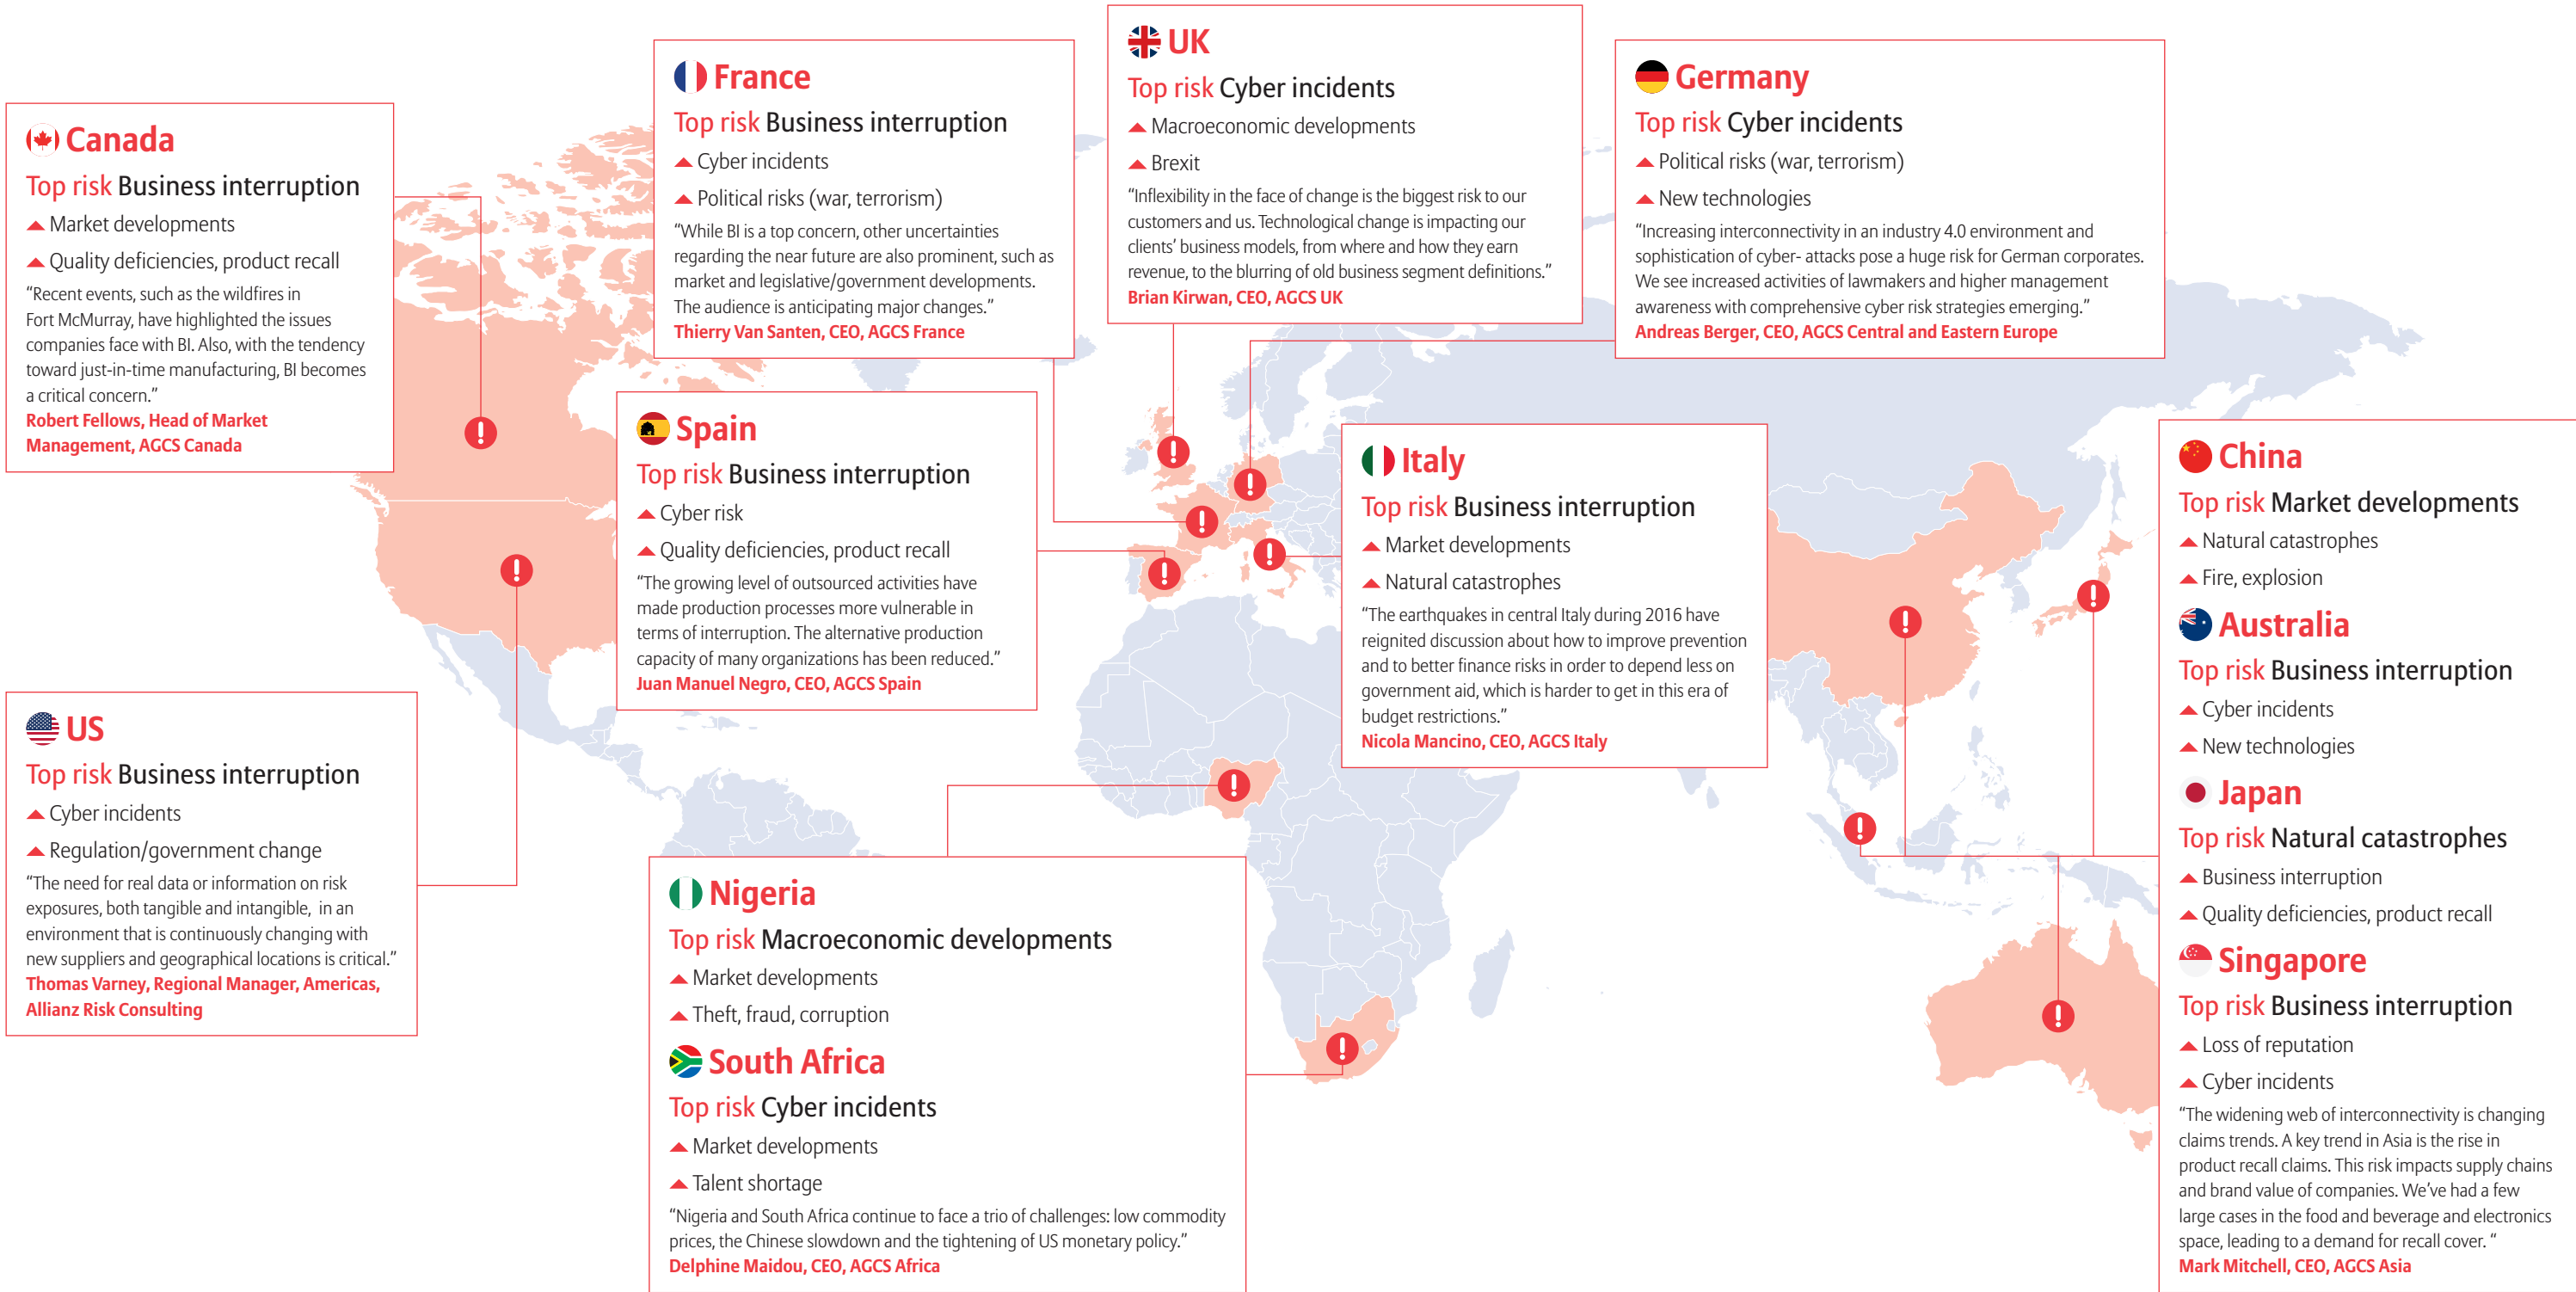 Canada
Top risk Business interruption
Market developments
Quality deficiencies, product recall
“Recent events, such as the wildfires in
Fort McMurray, have highlighted the issues
companies face with BI. Also, with the tendency
toward just-in-time manufacturing, BI becomes
a critical concern.”
Robert Fellows, Head of Market
Management, AGCS Canada
US
Top risk Business interruption
Cyber incidents
Regulation/government change
“The need for real data or information on risk
exposures, both tangible and intangible, in an
environment that is continuously changing with
new suppliers and geographical locations is critical.”
Thomas Varney, Regional Manager, Americas,
Allianz Risk Consulting
France
Top risk Business interruption
Cyber incidents
Political risks (war, terrorism)
“While BI is a top concern, other uncertainties
regarding the near future are also prominent, such as
market and legislative/government developments.
The audience is anticipating major changes.”
Thierry Van Santen, CEO, AGCS France
Spain
Top risk Business interruption
Cyber risk
Quality deficiencies, product recall
“The growing level of outsourced activities have
made production processes more vulnerable in
terms of interruption. The alternative production
capacity of many organizations has been reduced.”
Juan Manuel Negro, CEO, AGCS Spain
Nigeria
Top risk Macroeconomic developments
Market developments
Theft, fraud, corruption
South Africa
Top risk Cyber incidents
Market developments
Talent shortage
“Nigeria and South Africa continue to face a trio of challenges: low commodity
prices, the Chinese slowdown and the tightening of US monetary policy.”
Delphine Maidou, CEO, AGCS Africa
UK
Top risk Cyber incidents
Macroeconomic developments
Brexit
“Inflexibility in the face of change is the biggest risk to our
customers and us. Technological change is impacting our
clients’ business models, from where and how they earn
revenue, to the blurring of old business segment definitions.”
Brian Kirwan, CEO, AGCS UK
Germany
Top risk Cyber incidents
Political risks (war, terrorism)
New technologies
“Increasing interconnectivity in an industry 4.0 environment and
sophistication of cyber- attacks pose a huge risk for German corporates.
We see increased activities of lawmakers and higher management
awareness with comprehensive cyber risk strategies emerging.”
Andreas Berger, CEO, AGCS Central and Eastern Europe
Italy
Top risk Business interruption
Market developments
Natural catastrophes
“The earthquakes in central Italy during 2016 have
reignited discussion about how to improve prevention
and to better finance risks in order to depend less on
government aid, which is harder to get in this era of
budget restrictions.”
Nicola Mancino, CEO, AGCS Italy
China
Top risk Market developments
Natural catastrophes
Fire, explosion
Australia
Top risk Business interruption
Cyber incidents
New technologies
Japan
Top risk Natural catastrophes
Business interruption
Quality deficiencies, product recall
Singapore
Top risk Business interruption
Loss of reputation
Cyber incidents
“The widening web of interconnectivity is changing
claims trends. A key trend in Asia is the rise in
product recall claims. This risk impacts supply chains
and brand value of companies. We’ve had a few
large cases in the food and beverage and electronics
space, leading to a demand for recall cover. “
Mark Mitchell, CEO, AGCS Asia